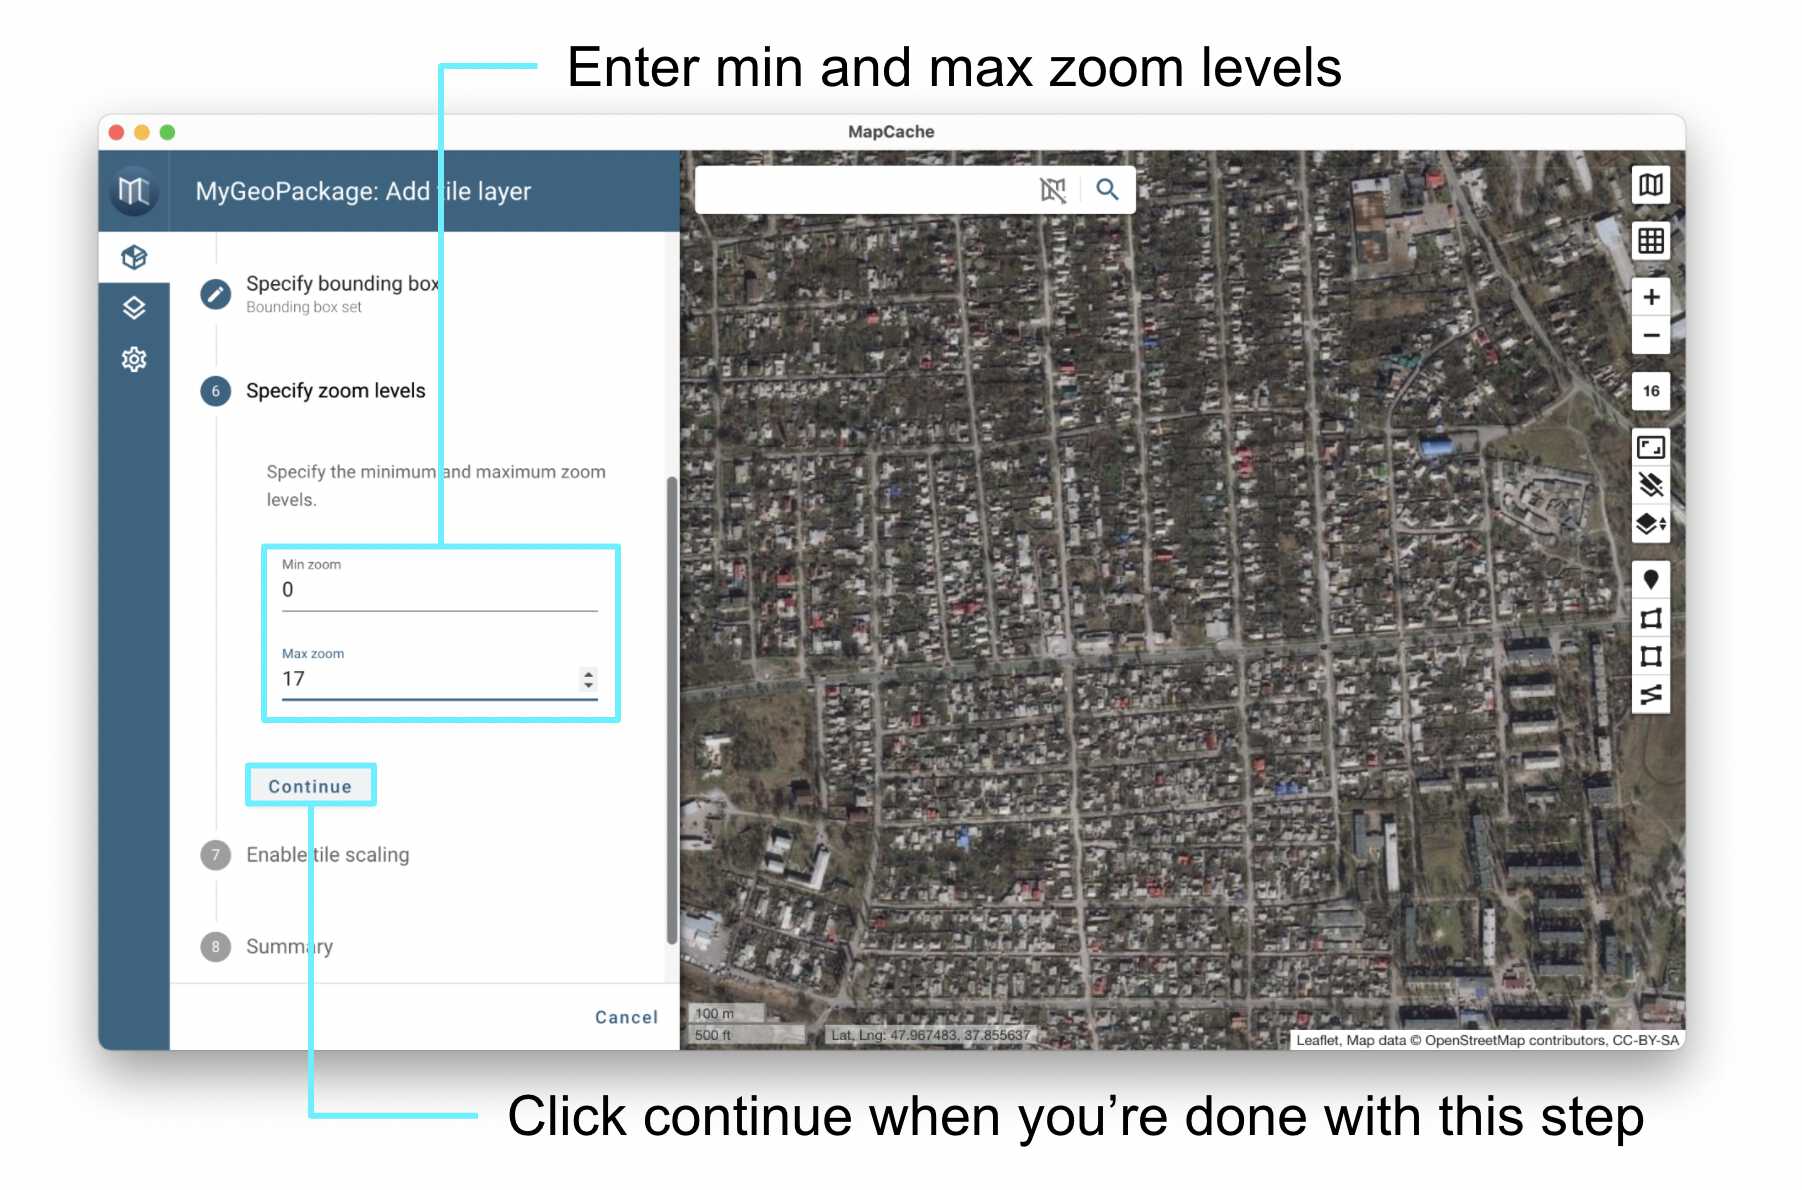 Enter min and max zoom levels
MapCache
MyGeoPackage: Add tile layer
Specify bounding box
Bounding box set
6
Specify zoom levels
Specify the minimum and maximum zoom
levels.
Min zoom
0
Max zoom
17
Continue
7
Enable tile scaling
8
Summary
Cancel
16
100 m
500 ft
Lat, Lng: 47.967483, 37.855637
Leaflet, Map data © OpenStreetMap contributors, CC-BY-SA
Click continue when you’re done with this step